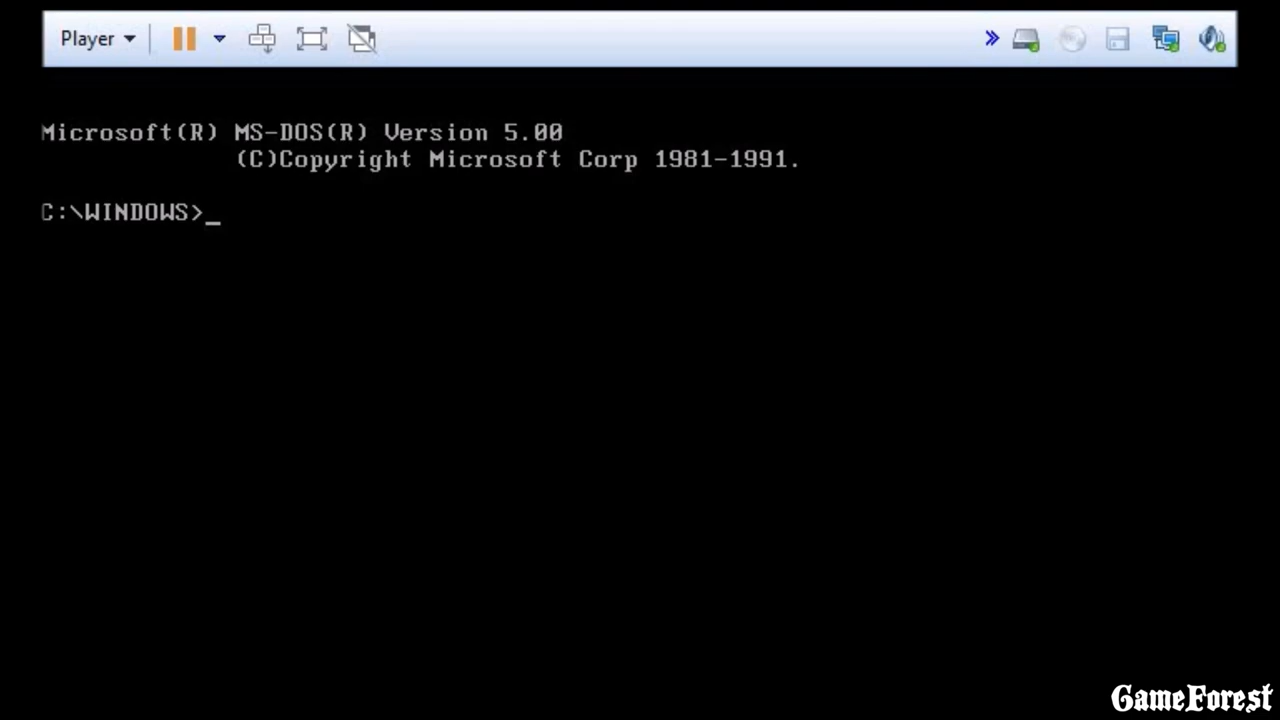 Player
Microsoft(R) MS-DOS(R) Version 5.00
(C)Copyright Microsoft Corp 1981-1991.
C:\WINDOWS>_
GameForest